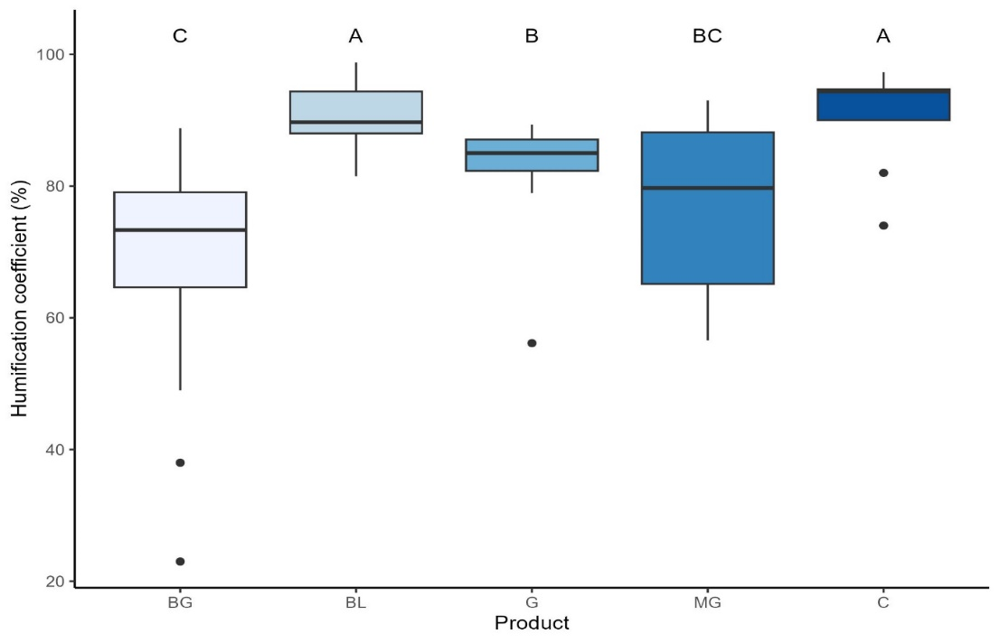 C A B BC A
100
80
60
40
20
Humification coefficient (%)
BG BL G MG C
Product